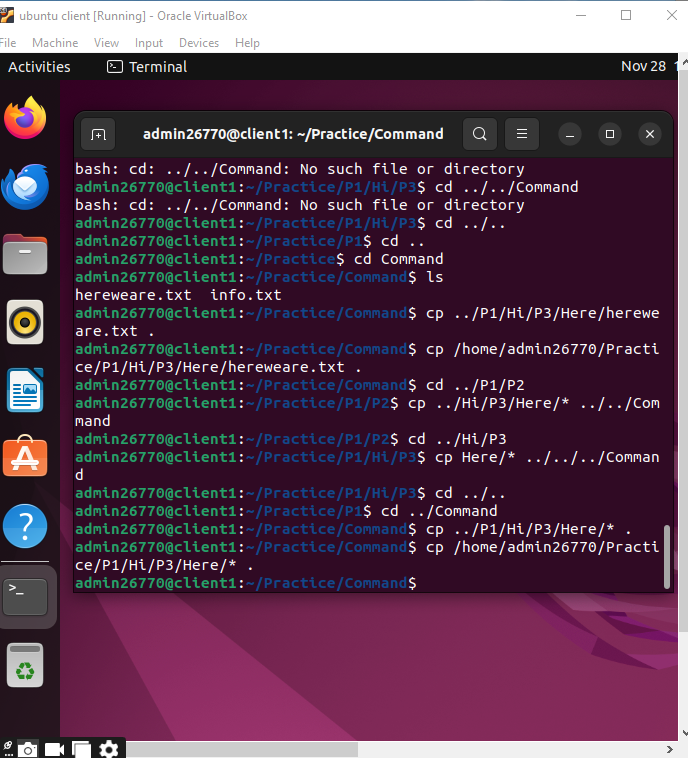 ubuntu client [Running] - Oracle VirtualBox
File Machine View Input Devices Help
Activities Terminal Nov 28
admin26770@client1: ~/Practice/Command
bash: cd: ../../Command: No such file or directory
admin26770@client1:~/Practice/P1/Hi/P3$ cd ../../Command
bash: cd: ../../Command: No such file or directory
admin26770@client1:~/Practice/P1/Hi/P3$ cd ../..
admin26770@client1:~/Practice/P1$ cd ..
admin26770@client1:~/Practice$ cd Command
admin26770@client1:~/Practice/Command$ ls
hereweare.txt  info.txt
admin26770@client1:~/Practice/Command$ cp ../P1/Hi/P3/Here/herewe
are.txt .
admin26770@client1:~/Practice/Command$ cp /home/admin26770/Practi
ce/P1/Hi/P3/Here/hereweare.txt .
admin26770@client1:~/Practice/Command$ cd ../P1/P2
admin26770@client1:~/Practice/P1/P2$ cp ../Hi/P3/Here/* ../../Com
mand
admin26770@client1:~/Practice/P1/P2$ cd ../Hi/P3
admin26770@client1:~/Practice/P1/Hi/P3$ cp Here/* ../../../Comman
d
admin26770@client1:~/Practice/P1/Hi/P3$ cd ../..
admin26770@client1:~/Practice/P1$ cd ../Command
admin26770@client1:~/Practice/Command$ cp ../P1/Hi/P3/Here/* .
admin26770@client1:~/Practice/Command$ cp /home/admin26770/Practi
ce/P1/Hi/P3/Here/* .
admin26770@client1:~/Practice/Command$